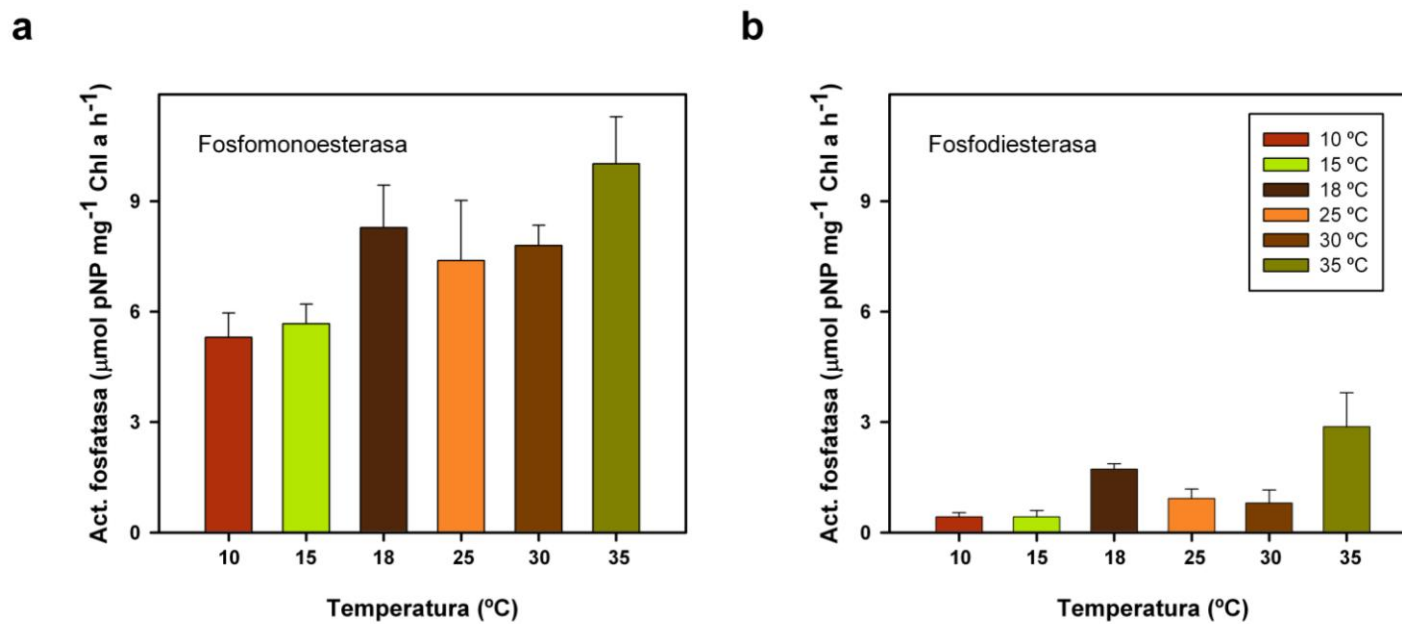 a
Act. fosfatasa (μmol pNP mg⁻¹ Chl a h⁻¹)
Fosfomonoesterasa
9
6
3
0
10 15 18 25 30 35
Temperatura (ºC)
b
Act. fosfatasa (μmol pNP mg⁻¹ Chl a h⁻¹)
Fosfodiesterasa
10 ºC
15 ºC
18 ºC
25 ºC
30 ºC
35 ºC
9
6
3
0
10 15 18 25 30 35
Temperatura (ºC)